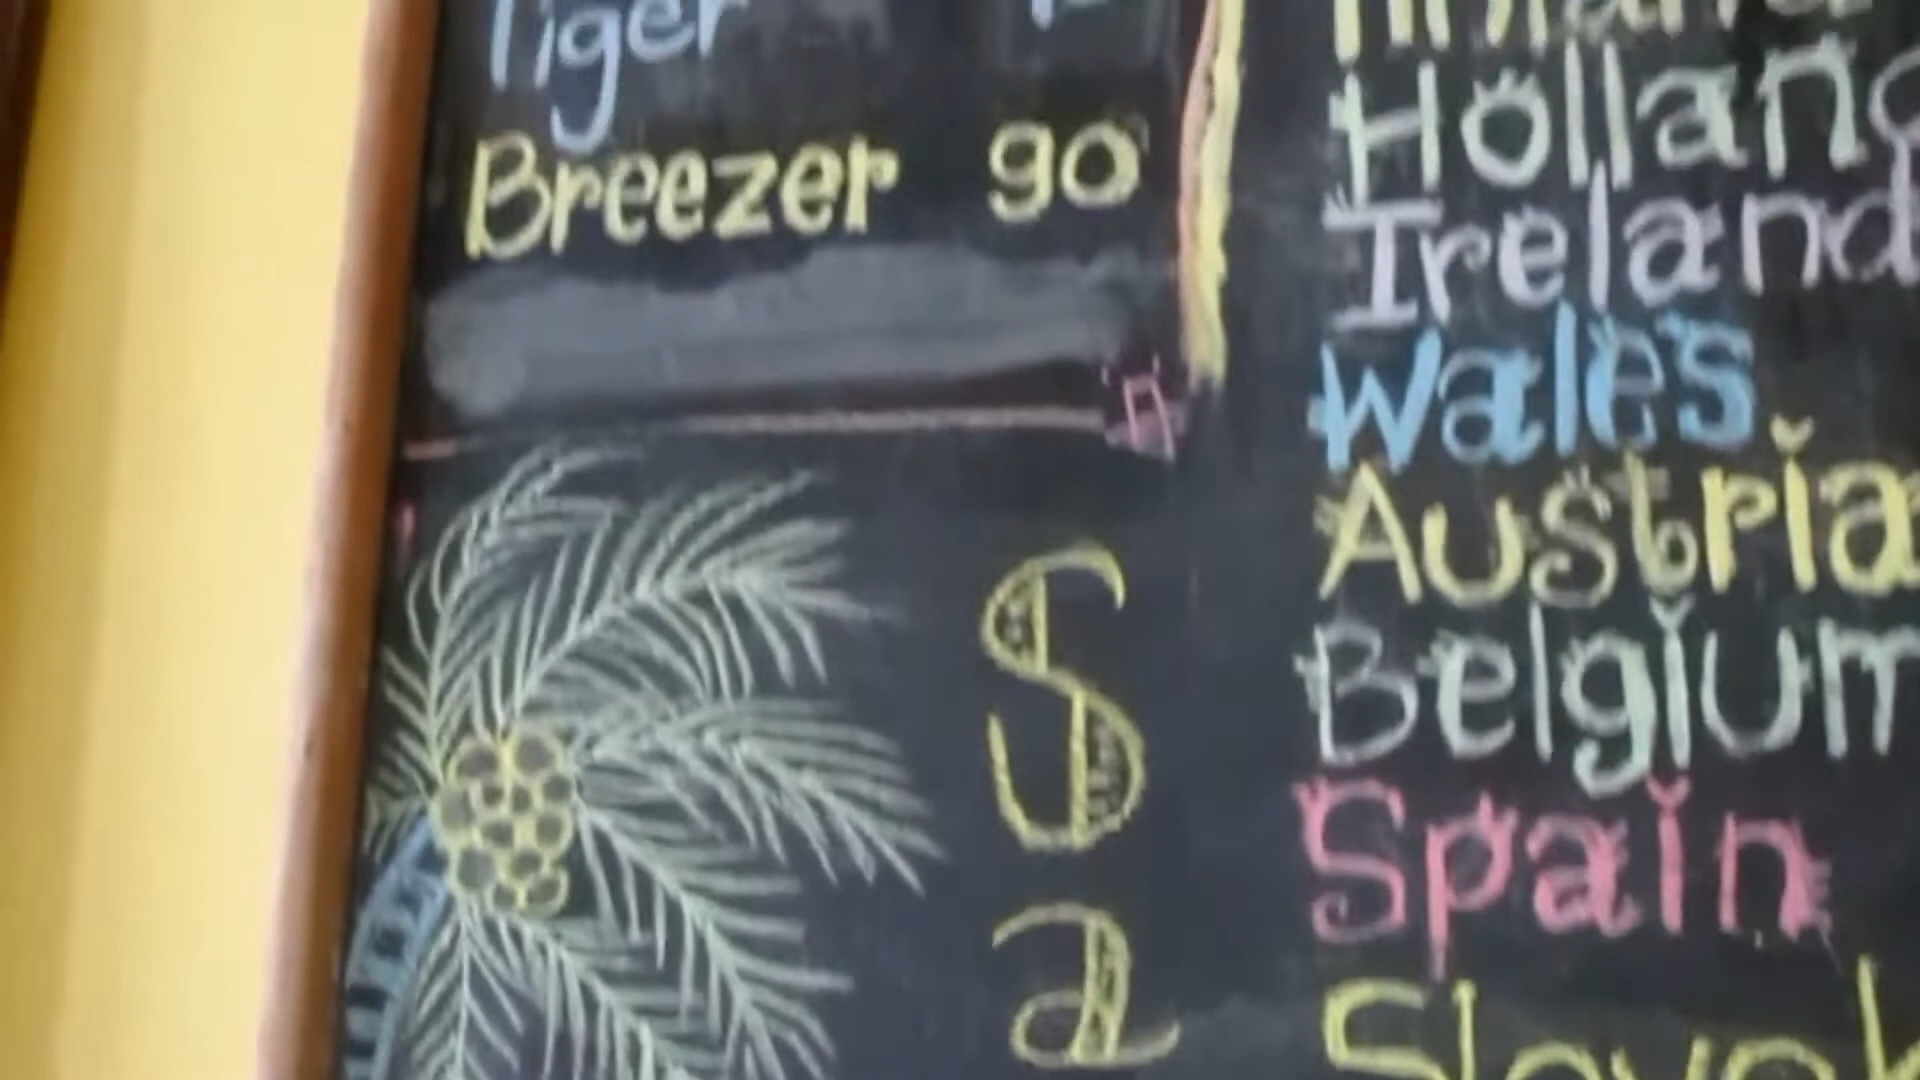 Tiger
Breezer 90
Holland
Ireland
Wales
Austria
Belgium
Spain
S
a